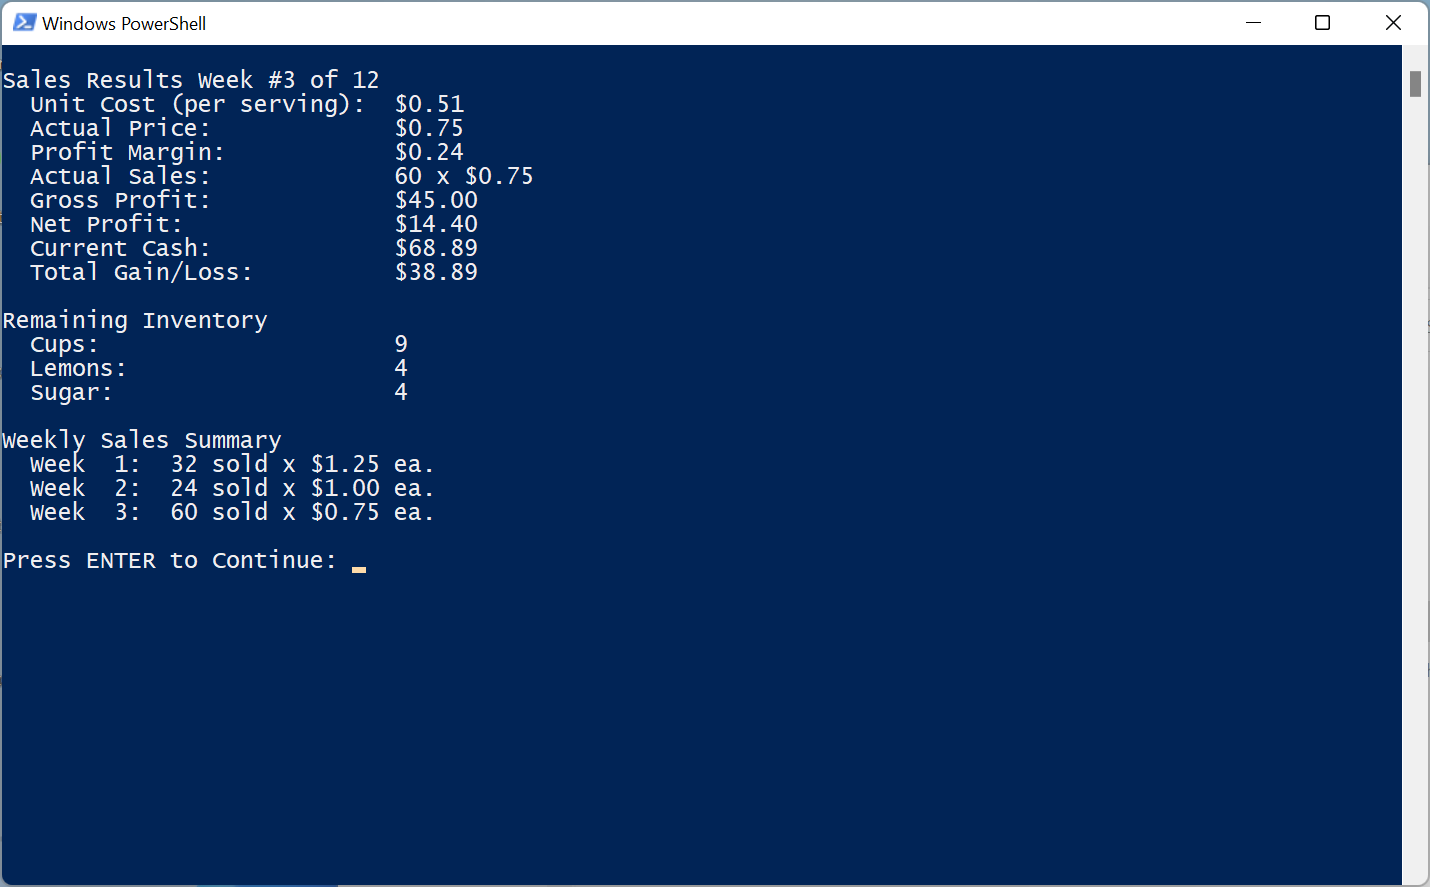 Windows PowerShell
Sales Results Week #3 of 12
Unit Cost (per serving): $0.51
Actual Price: $0.75
Profit Margin: $0.24
Actual Sales: 60 x $0.75
Gross Profit: $45.00
Net Profit: $14.40
Current Cash: $68.89
Total Gain/Loss: $38.89
Remaining Inventory
Cups: 9
Lemons: 4
Sugar: 4
Weekly Sales Summary
Week 1: 32 sold x $1.25 ea.
Week 2: 24 sold x $1.00 ea.
Week 3: 60 sold x $0.75 ea.
Press ENTER to Continue: _